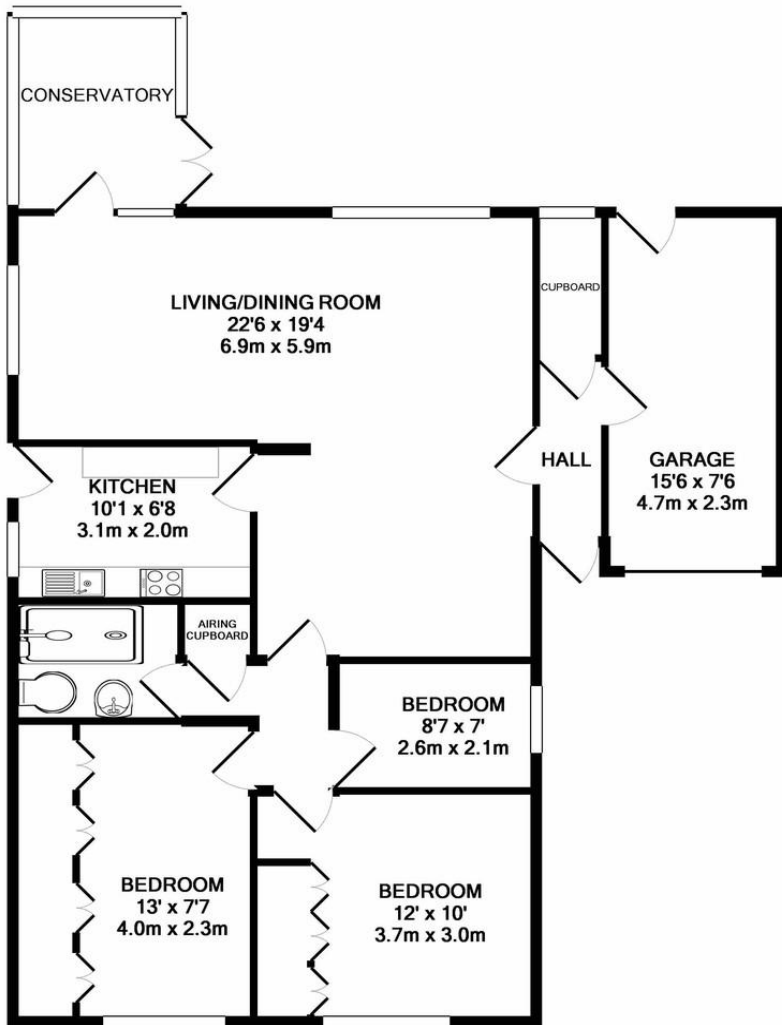 CONSERVATORY
LIVING/DINING ROOM
22'6 x 19'4
6.9m x 5.9m
CUPBOARD
HALL
GARAGE
15'6 x 7'6
4.7m x 2.3m
KITCHEN
10'1 x 6'8
3.1m x 2.0m
AIRING
CUPBOARD
BEDROOM
8'7 x 7'
2.6m x 2.1m
BEDROOM
13' x 7'7
4.0m x 2.3m
BEDROOM
12' x 10'
3.7m x 3.0m